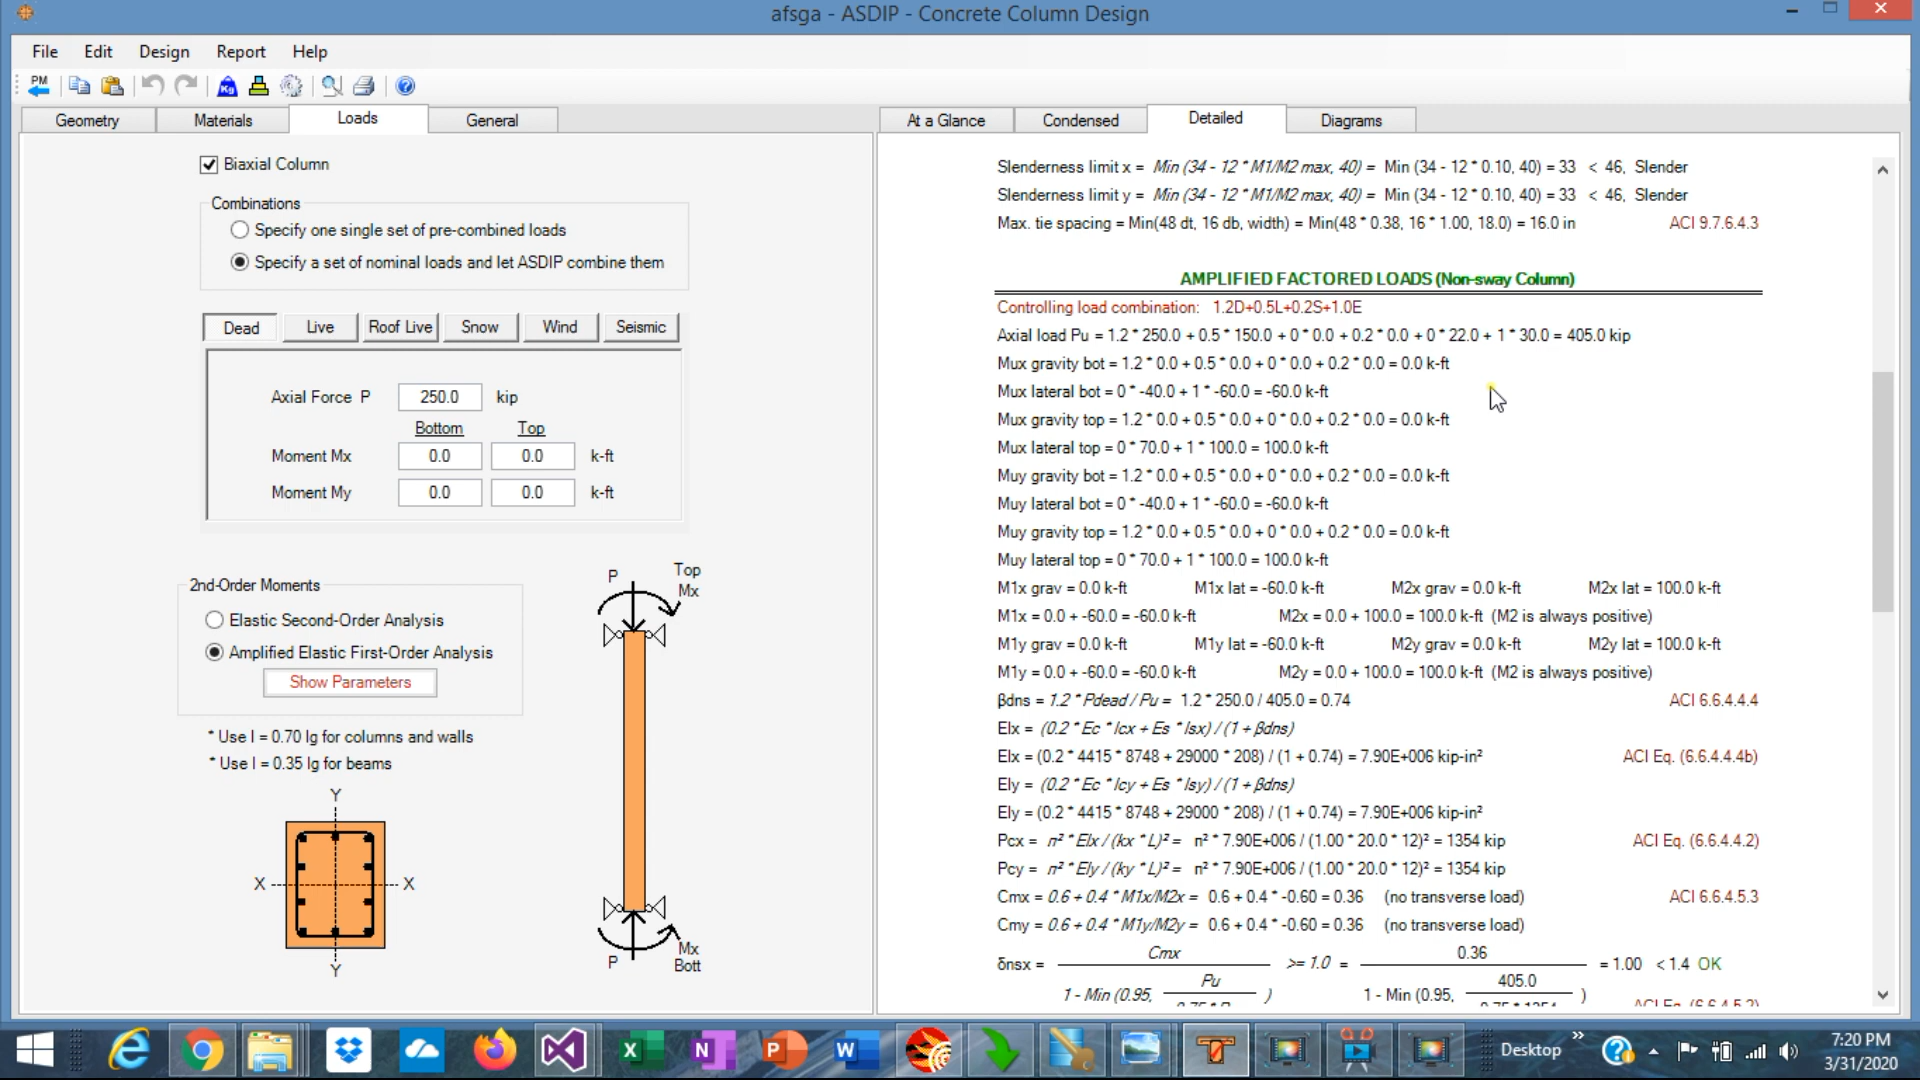 afsga - ASDIP - Concrete Column Design
File Edit Design Report Help
PM Kg
Geometry Materials Loads General
At a Glance Condensed Detailed Diagrams
Biaxial Column
Combinations
Specify one single set of pre-combined loads
Specify a set of nominal loads and let ASDIP combine them
Dead Live Roof Live Snow Wind Seismic
Axial Force P 250.0 kip
Bottom Top
Moment Mx 0.0 0.0 k-ft
Moment My 0.0 0.0 k-ft
2nd-Order Moments
Elastic Second-Order Analysis
Amplified Elastic First-Order Analysis
Show Parameters
* Use I = 0.70 Ig for columns and walls
* Use I = 0.35 Ig for beams
Y
X X
Y
P Top
Mx
Mx
P Bott
Slenderness limit x = Min (34 - 12 * M1/M2 max, 40) = Min (34 - 12 * 0.10, 40) = 33 < 46, Slender
Slenderness limit y = Min (34 - 12 * M1/M2 max, 40) = Min (34 - 12 * 0.10, 40) = 33 < 46, Slender
Max. tie spacing = Min(48 dt, 16 db, width) = Min(48 * 0.38, 16 * 1.00, 18.0) = 16.0 in ACI 9.7.6.4.3
AMPLIFIED FACTORED LOADS (Non-sway Column)
Controlling load combination: 1.2D+0.5L+0.2S+1.0E
Axial load Pu = 1.2 * 250.0 + 0.5 * 150.0 + 0 * 0.0 + 0.2 * 0.0 + 0 * 22.0 + 1 * 30.0 = 405.0 kip
Mux gravity bot = 1.2 * 0.0 + 0.5 * 0.0 + 0 * 0.0 + 0.2 * 0.0 = 0.0 k-ft
Mux lateral bot = 0 * -40.0 + 1 * -60.0 = -60.0 k-ft
Mux gravity top = 1.2 * 0.0 + 0.5 * 0.0 + 0 * 0.0 + 0.2 * 0.0 = 0.0 k-ft
Mux lateral top = 0 * 70.0 + 1 * 100.0 = 100.0 k-ft
Muy gravity bot = 1.2 * 0.0 + 0.5 * 0.0 + 0 * 0.0 + 0.2 * 0.0 = 0.0 k-ft
Muy lateral bot = 0 * -40.0 + 1 * -60.0 = -60.0 k-ft
Muy gravity top = 1.2 * 0.0 + 0.5 * 0.0 + 0 * 0.0 + 0.2 * 0.0 = 0.0 k-ft
Muy lateral top = 0 * 70.0 + 1 * 100.0 = 100.0 k-ft
M1x grav = 0.0 k-ft M1x lat = -60.0 k-ft M2x grav = 0.0 k-ft M2x lat = 100.0 k-ft
M1x = 0.0 + -60.0 = -60.0 k-ft M2x = 0.0 + 100.0 = 100.0 k-ft (M2 is always positive)
M1y grav = 0.0 k-ft M1y lat = -60.0 k-ft M2y grav = 0.0 k-ft M2y lat = 100.0 k-ft
M1y = 0.0 + -60.0 = -60.0 k-ft M2y = 0.0 + 100.0 = 100.0 k-ft (M2 is always positive)
βdns = 1.2 * Pdead / Pu = 1.2 * 250.0 / 405.0 = 0.74 ACI 6.6.4.4.4
EIx = (0.2 * Ec * Icx + Es * Isx) / (1 + βdns)
EIx = (0.2 * 4415 * 8748 + 29000 * 208) / (1 + 0.74) = 7.90E+006 kip-in² ACI Eq. (6.6.4.4.4b)
EIy = (0.2 * Ec * Icy + Es * Isy) / (1 + βdns)
EIy = (0.2 * 4415 * 8748 + 29000 * 208) / (1 + 0.74) = 7.90E+006 kip-in²
Pcx = π² * EIx / (kx * L)² = π² * 7.90E+006 / (1.00 * 20.0 * 12)² = 1354 kip ACI Eq. (6.6.4.4.2)
Pcy = π² * EIy / (ky * L)² = π² * 7.90E+006 / (1.00 * 20.0 * 12)² = 1354 kip
Cmx = 0.6 + 0.4 * M1x/M2x = 0.6 + 0.4 * -0.60 = 0.36 (no transverse load) ACI 6.6.4.5.3
Cmy = 0.6 + 0.4 * M1y/M2y = 0.6 + 0.4 * -0.60 = 0.36 (no transverse load)
Cmx 0.36
δnsx = >= 1.0 = = 1.00 < 1.4 OK
Pu 405.0
1 - Min (0.95, ) 1 - Min (0.95, )
Desktop
7:20 PM
3/31/2020